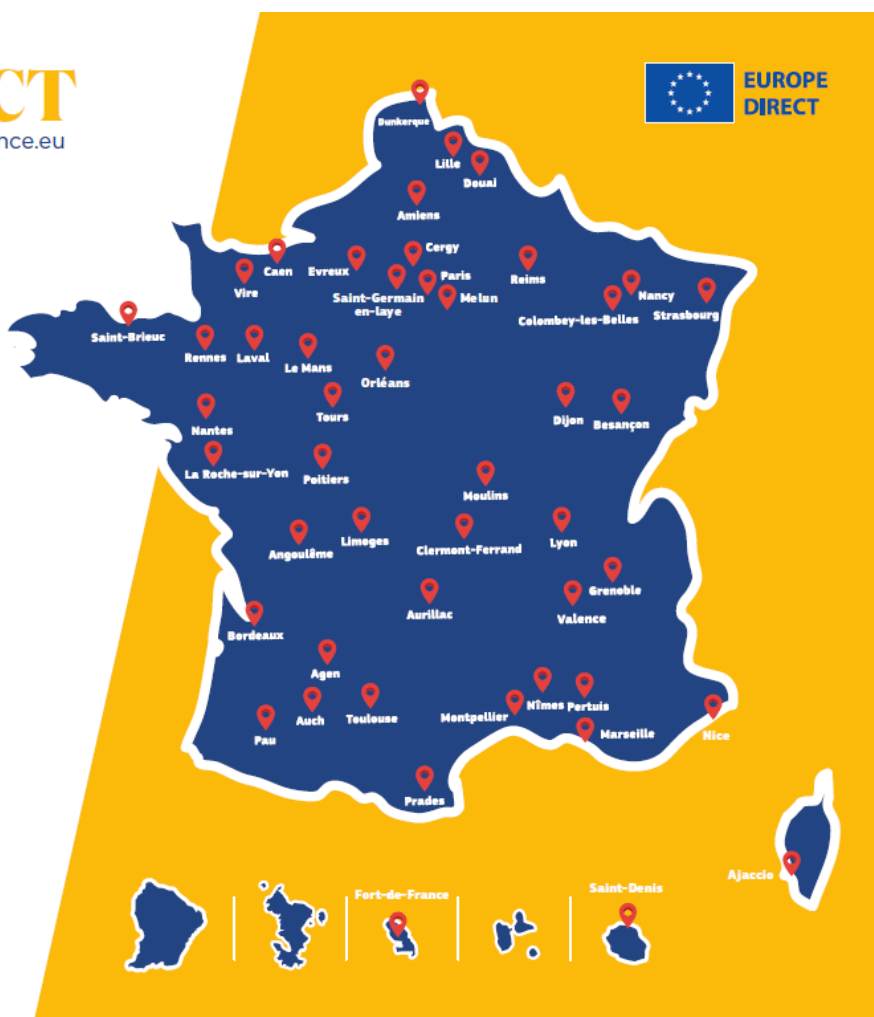 CT
nce.eu
EUROPE
DIRECT
Dunkerque
Lille
Douai
Amiens
Cergy
Caen
Evreux
Paris
Reims
Vire
Saint-Germain
en-laye
Melun
Nancy
Colombey-les-Belles
Strasbourg
Saint-Brieuc
Rennes
Laval
Le Mans
Orléans
Tours
Dijon
Besançon
Nantes
La Roche-sur-Yon
Poitiers
Moulins
Angoulême
Limoges
Clermont-Ferrand
Lyon
Grenoble
Aurillac
Valence
Bordeaux
Agen
Auch
Toulouse
Montpellier
Nîmes
Pertuis
Pau
Marseille
Nice
Prades
Ajaccio
Fort-de-France
Saint-Denis